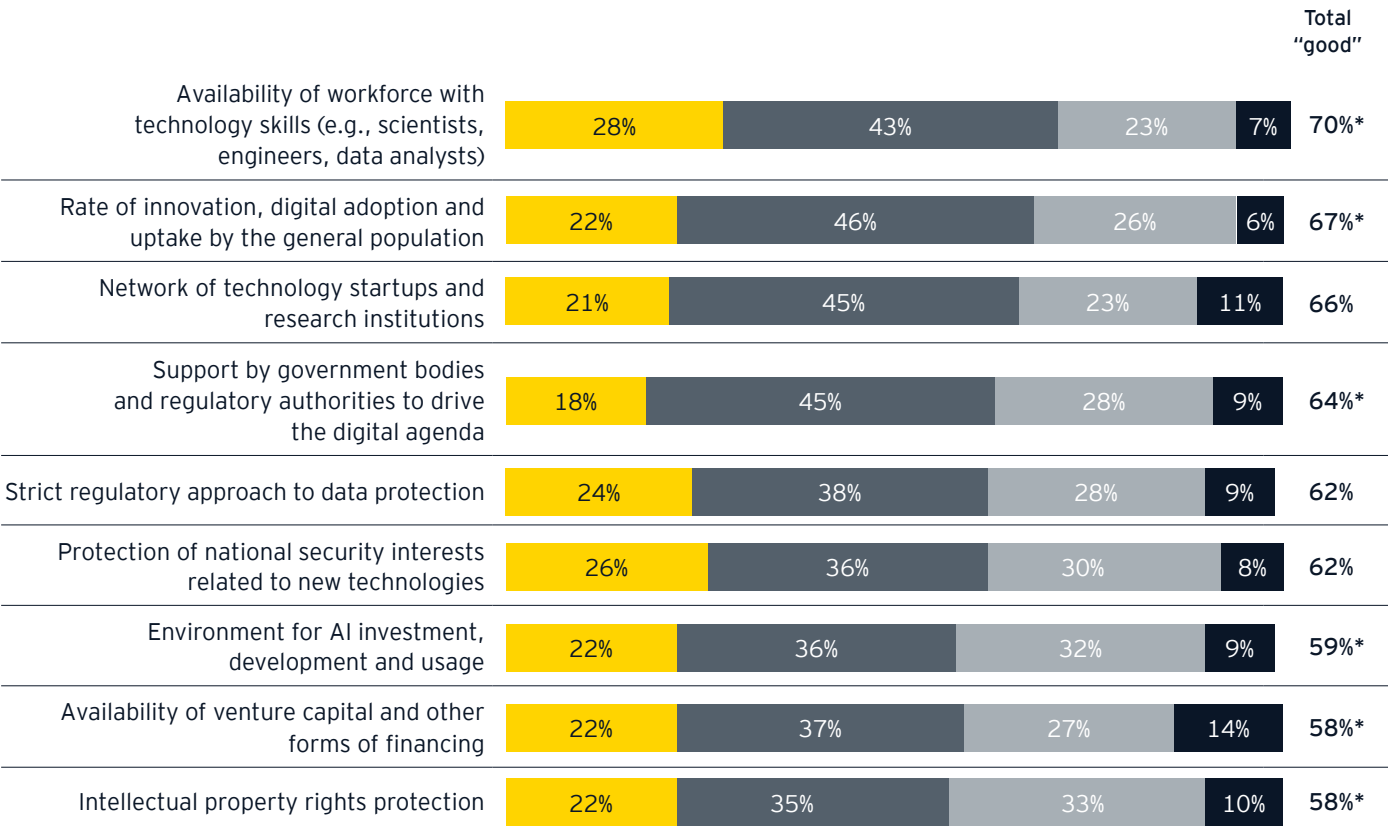 Total
“good”
Availability of workforce with
technology skills (e.g., scientists,
engineers, data analysts)
28% 43% 23% 7% 70%*
Rate of innovation, digital adoption and
uptake by the general population
22% 46% 26% 6% 67%*
Network of technology startups and
research institutions
21% 45% 23% 11% 66%
Support by government bodies
and regulatory authorities to drive
the digital agenda
18% 45% 28% 9% 64%*
Strict regulatory approach to data protection
24% 38% 28% 9% 62%
Protection of national security interests
related to new technologies
26% 36% 30% 8% 62%
Environment for AI investment,
development and usage
22% 36% 32% 9% 59%*
Availability of venture capital and other
forms of financing
22% 37% 27% 14% 58%*
Intellectual property rights protection
22% 35% 33% 10% 58%*